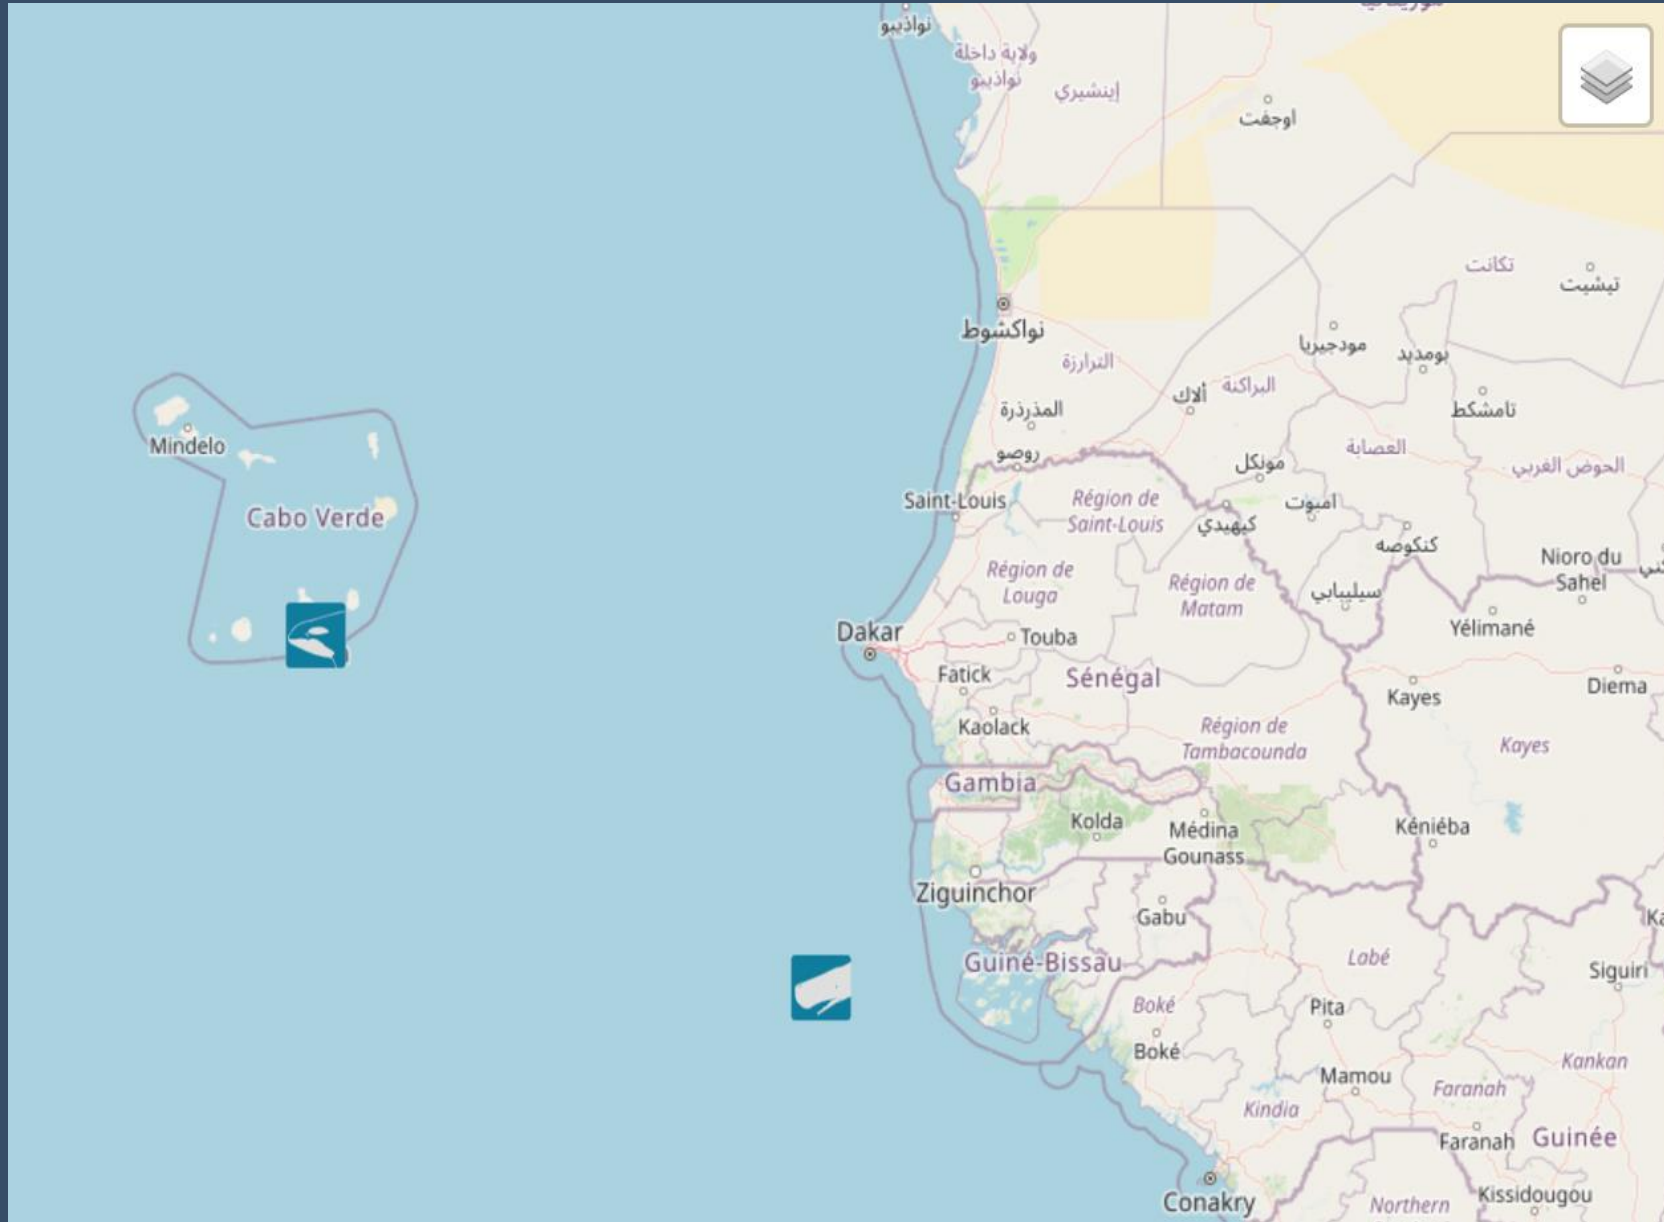 نواذيبو
ولاية داخلة
نواذيبو
إينشيري
اوجفت
تكانت
تيشيت
نواكشوط
الترارزة
مودجيريا
بومديد
ألاك
البراكنة
المذرذرة
تامشكط
Mindelo
روصو
مونكل
العصابة
الحوض الغربي
Saint-Louis
Région de
Saint-Louis
امبوت
كيهيدي
Cabo Verde
كنكوصه
Nioro du
Sahel
Région de
Louga
Région de
Matam
سيليبابي
Yélimané
Dakar
Touba
Fatick
Sénégal
Kayes
Diema
Kaolack
Région de
Tambacounda
Kayes
Gambia
Kolda
Médina
Gounass
Kéniéba
Ziguinchor
Gabu
Guiné-Bissau
Labé
Siguiri
Boké
Pita
Boké
Mamou
Kankan
Faranah
Kindia
Faranah
Guinée
Conakry
Northern
Kissidougou